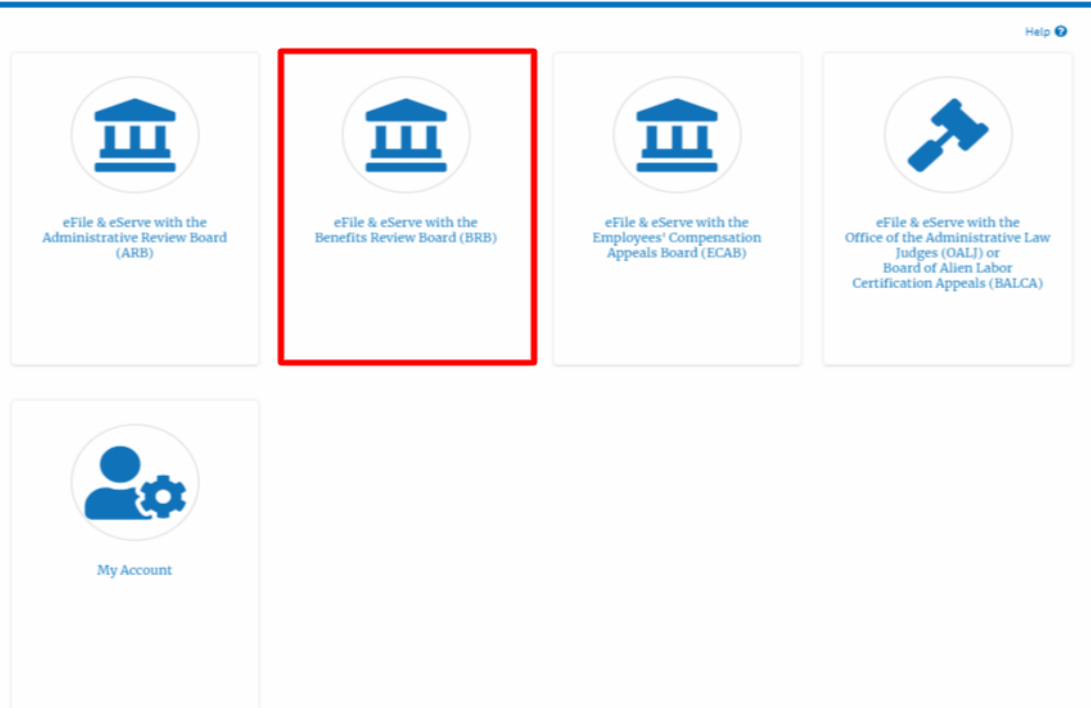 Help
eFile & eServe with the
Administrative Review Board
(ARB)
eFile & eServe with the
Benefits Review Board (BRB)
eFile & eServe with the
Employees' Compensation
Appeals Board (ECAB)
eFile & eServe with the
Office of the Administrative Law
Judges (OALJ) or
Board of Alien Labor
Certification Appeals (BALCA)
My Account